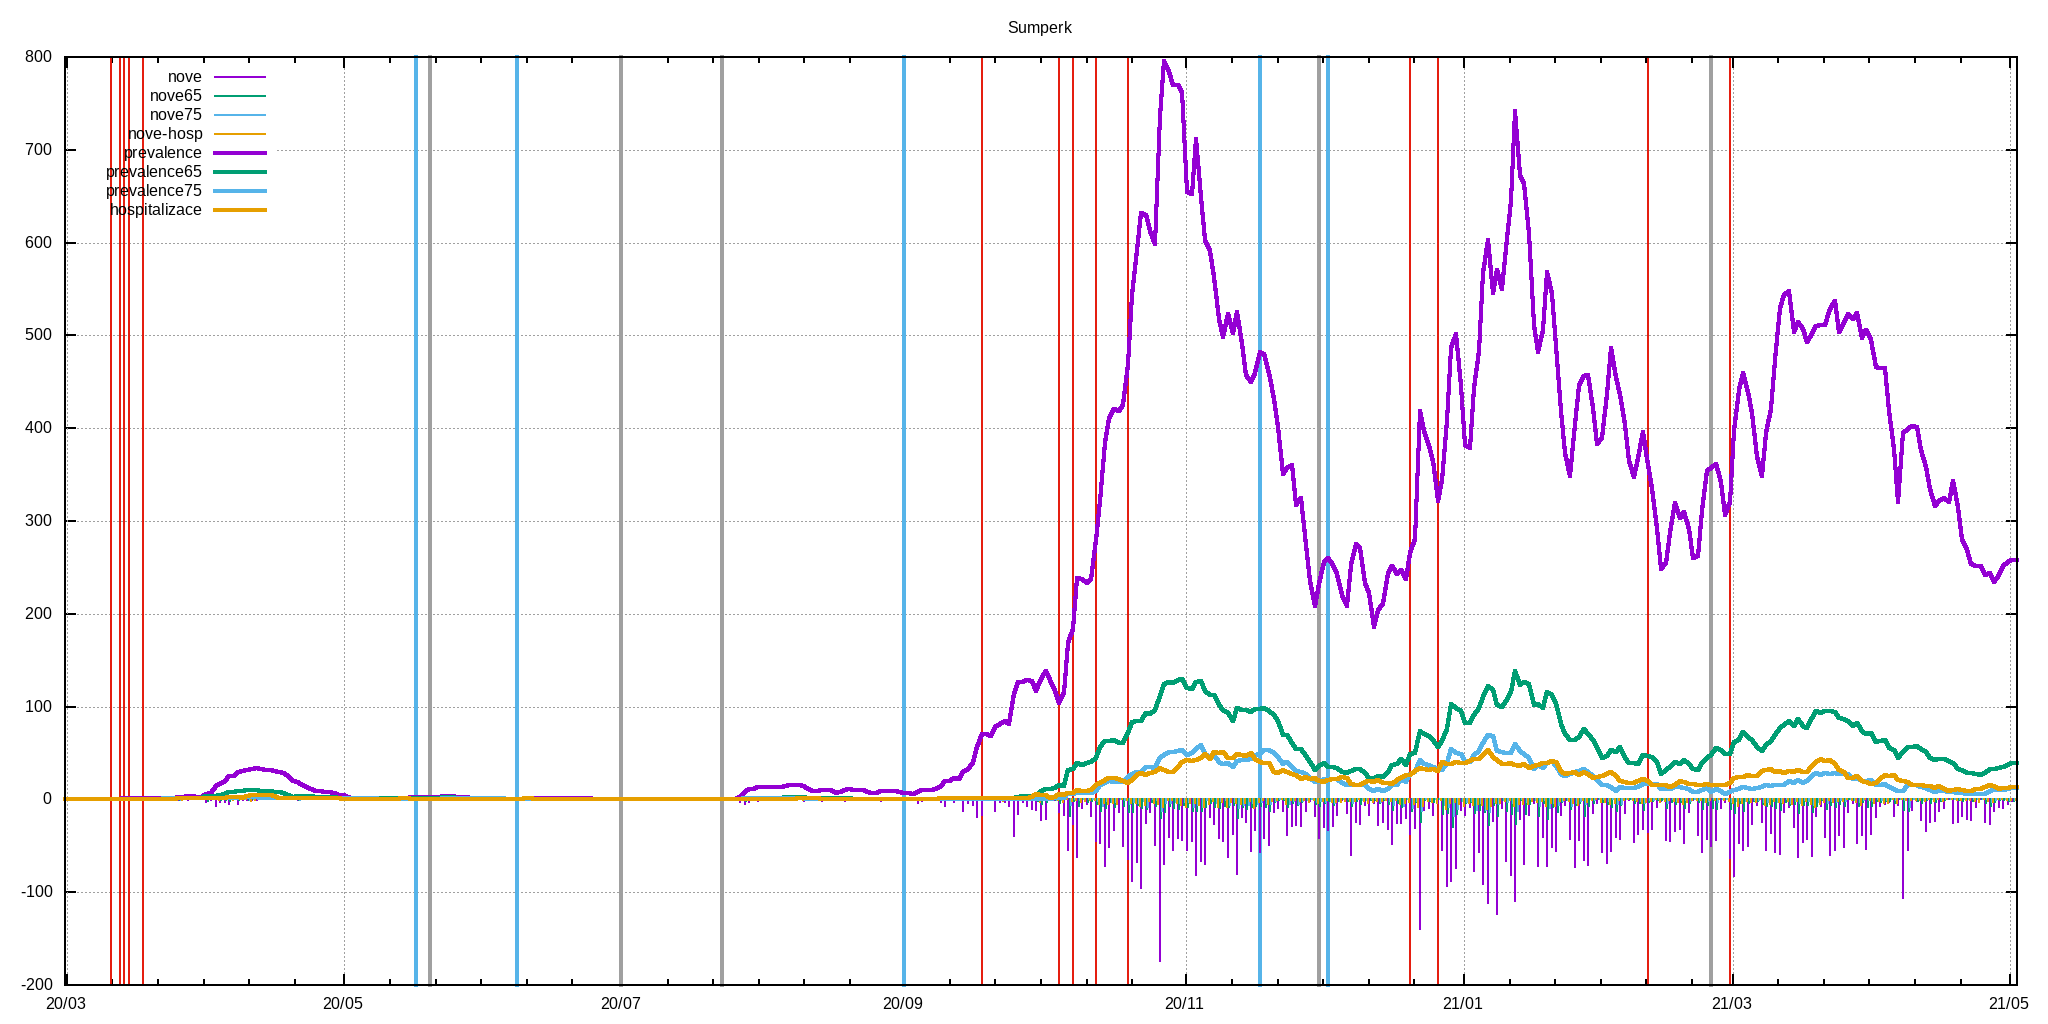 Sumperk
800
700
600
500
400
300
200
100
0
-100
-200
nove
nove65
nove75
nove-hosp
prevalence
prevalence65
prevalence75
hospitalizace
20/03 20/05 20/07 20/09 20/11 21/01 21/03 21/05